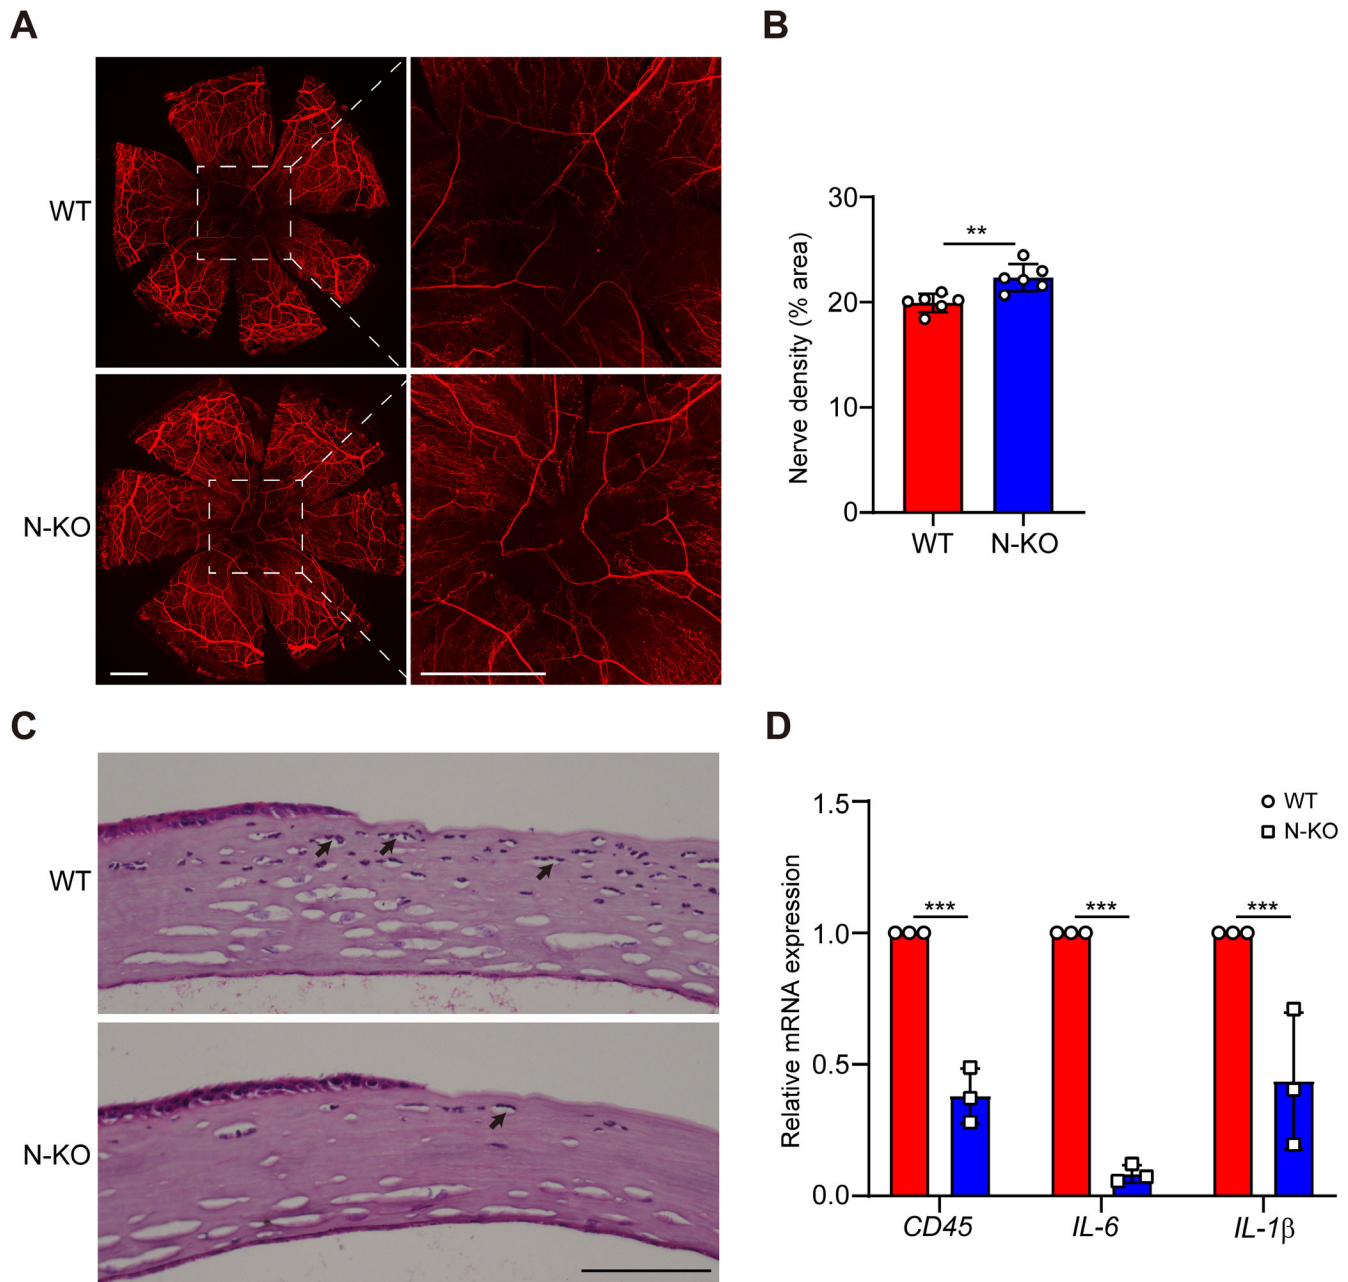 A
WT
N-KO
B
Nerve density (% area)
30
20
10
0
**
WT
N-KO
C
WT
N-KO
D
Relative mRNA expression
1.5
1.0
0.5
0.0
WT
N-KO
***
***
***
CD45
IL-6
IL-1β